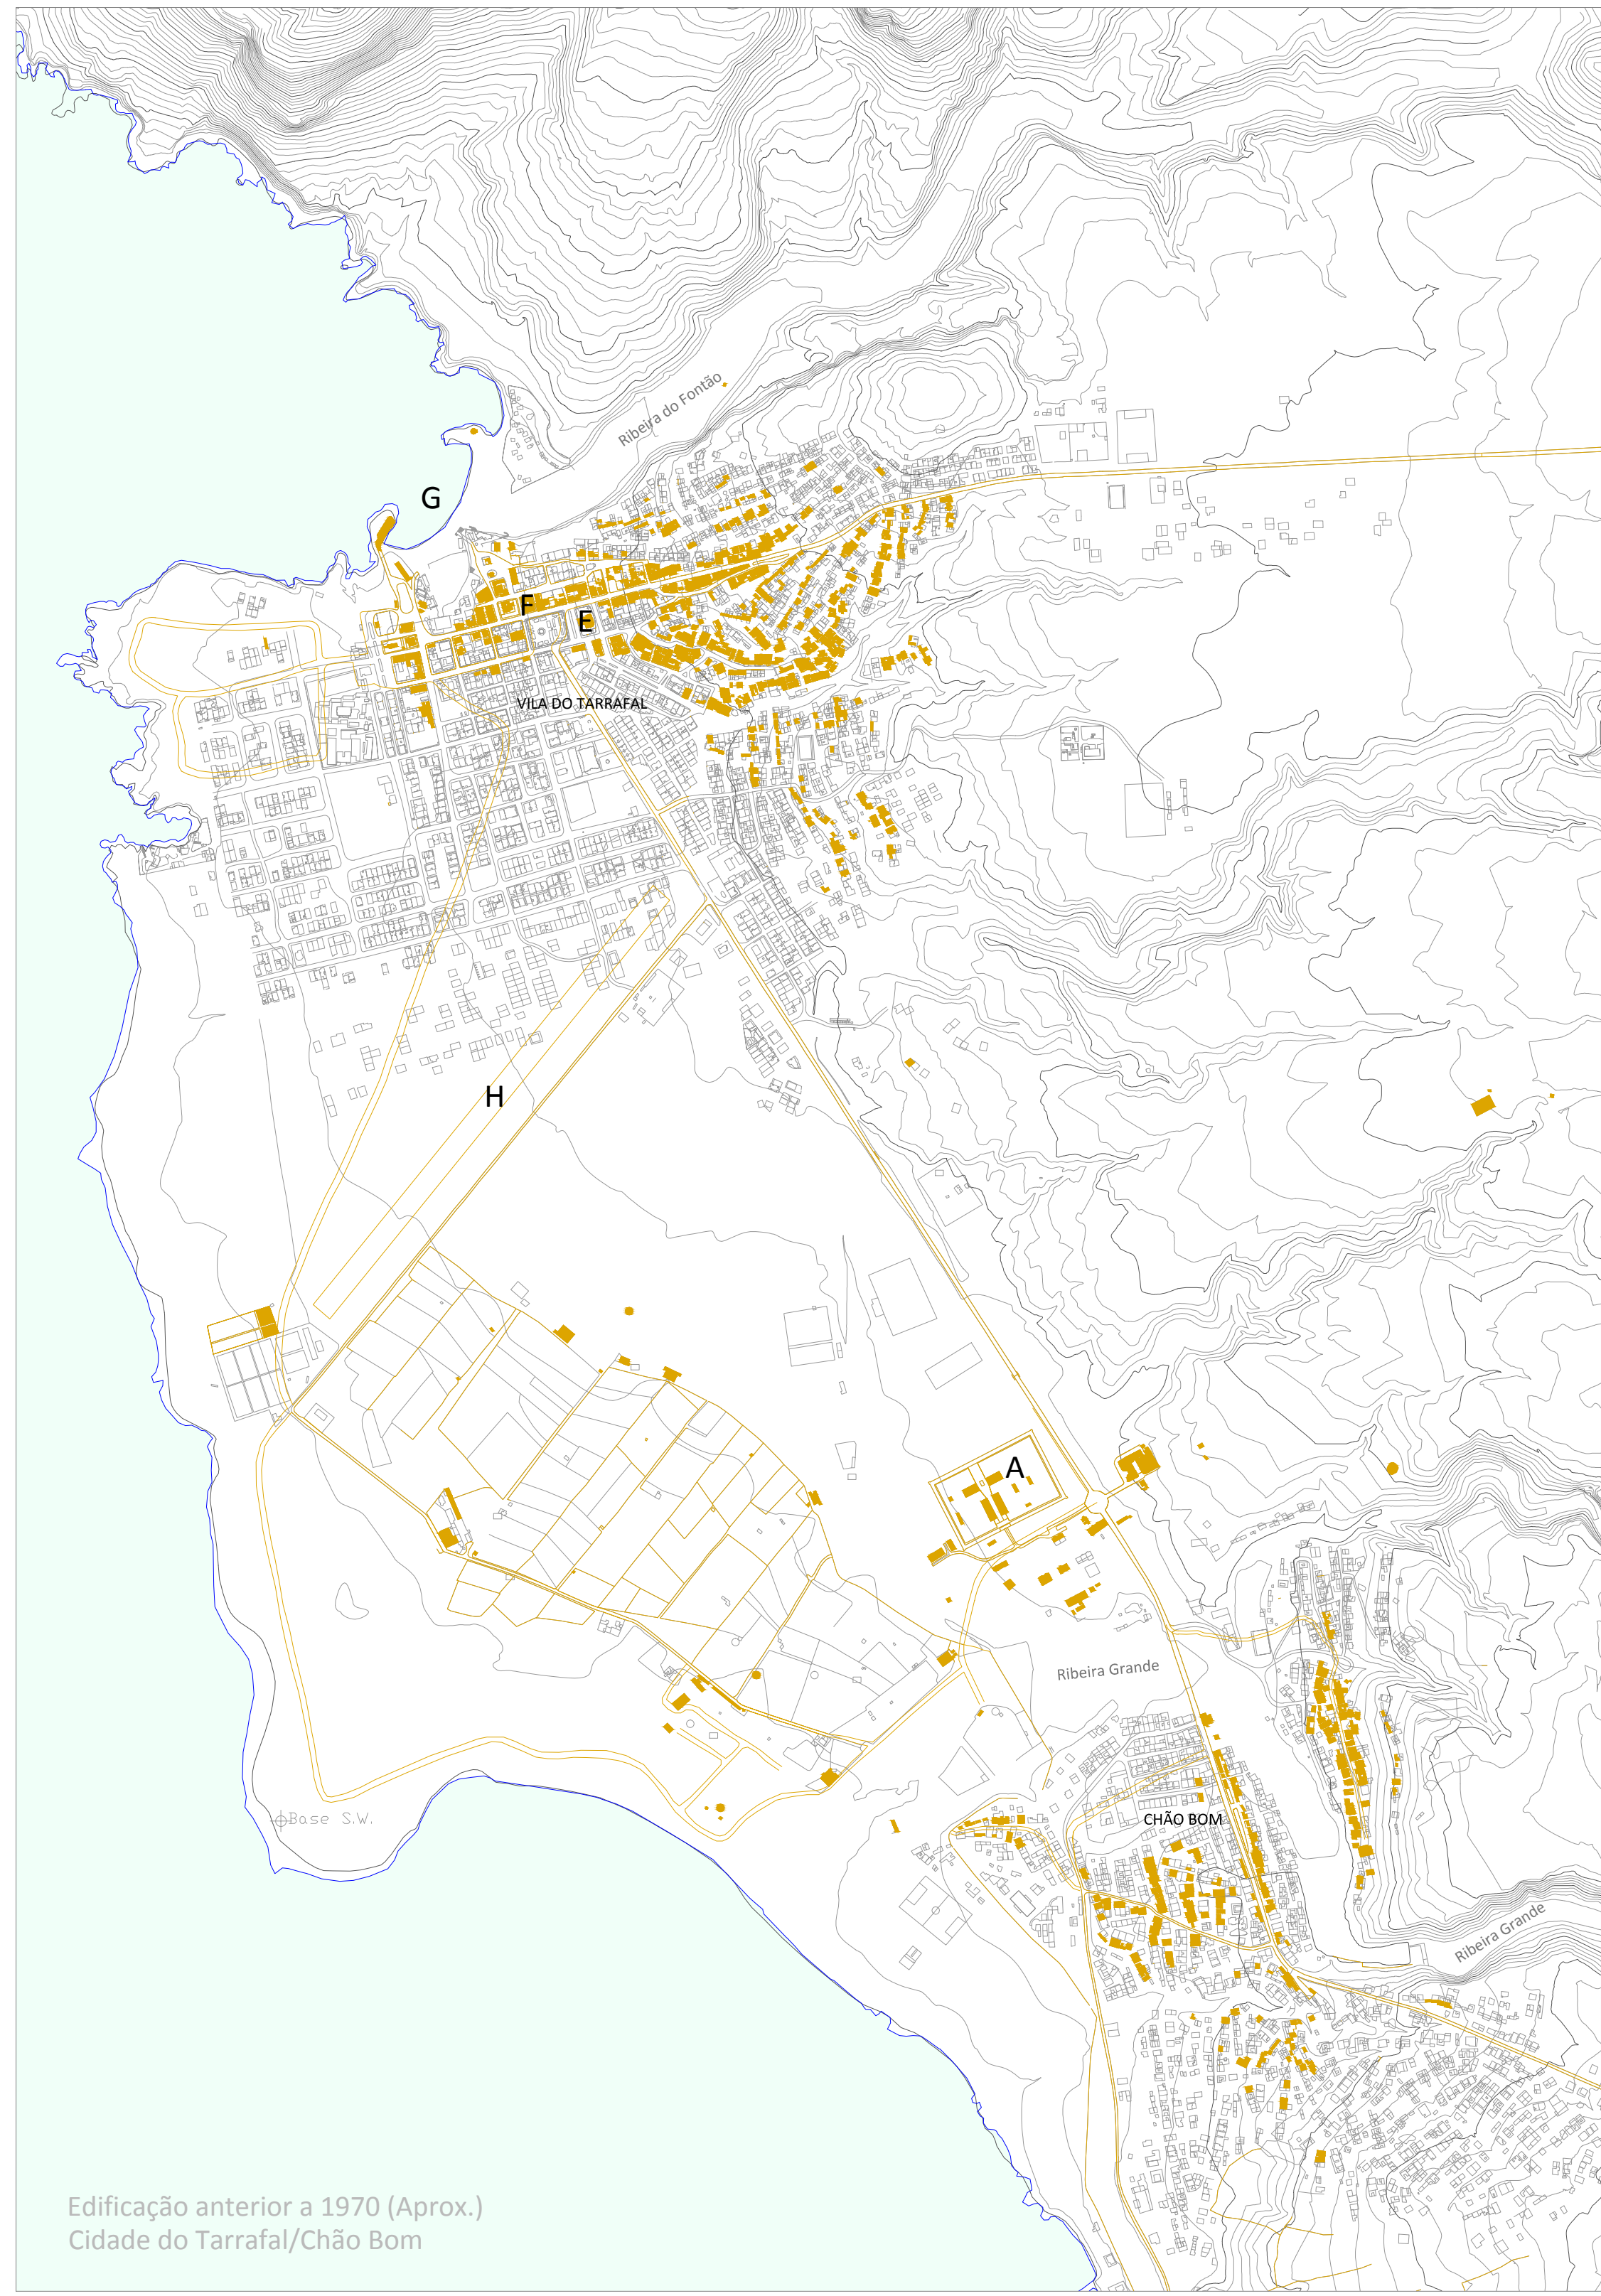 Ribeira do Fontão
G
F
E
VILA DO TARRAFAL
H
A
Ribeira Grande
Base S.W.
CHÃO BOM
Ribeira Grande
Edificação anterior a 1970 (Aprox.)
Cidade do Tarrafal/Chão Bom